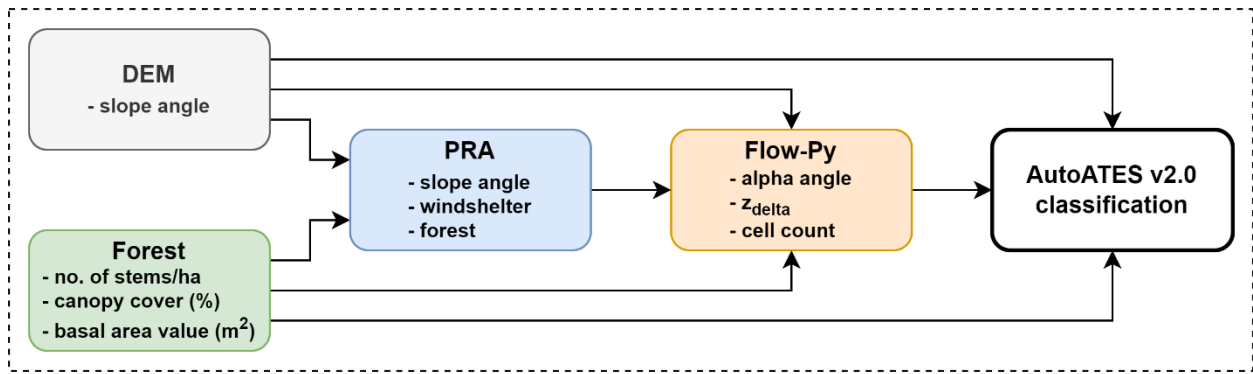 DEM
- slope angle
Forest
- no. of stems/ha
- canopy cover (%)
- basal area value (m²)
PRA
- slope angle
- windshelter
- forest
Flow-Py
- alpha angle
- z_delta
- cell count
AutoATES v2.0
classification